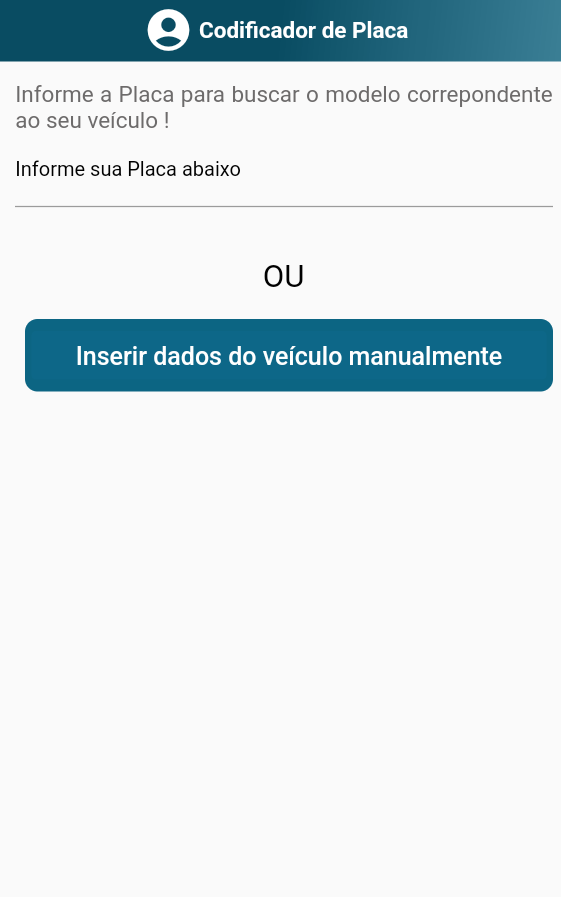 Codificador de Placa
Informe a Placa para buscar o modelo correpondente
ao seu veículo !
Informe sua Placa abaixo
OU
Inserir dados do veículo manualmente